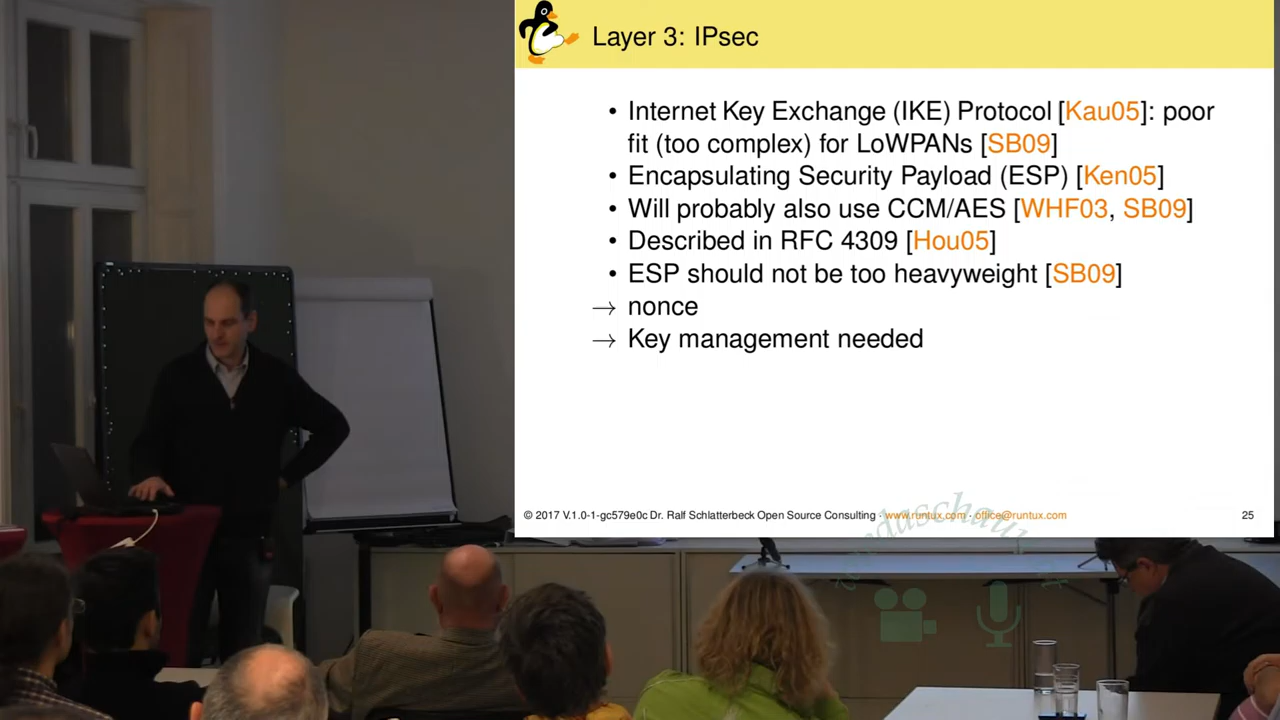 Layer 3: IPsec
• Internet Key Exchange (IKE) Protocol [Kau05]: poor
fit (too complex) for LoWPANs [SB09]
• Encapsulating Security Payload (ESP) [Ken05]
• Will probably also use CCM/AES [WHF03, SB09]
• Described in RFC 4309 [Hou05]
• ESP should not be too heavyweight [SB09]
→ nonce
→ Key management needed
© 2017 V.1.0-1-gc579e0c Dr. Ralf Schlatterbeck Open Source Consulting · www.runtux.com · office@runtux.com 25